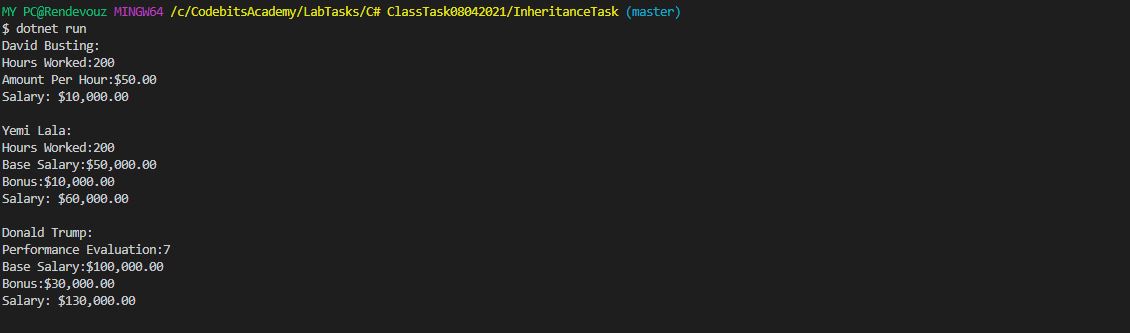 MY PC@Rendevouz MINGW64 /c/CodebitsAcademy/LabTasks/C# ClassTask08042021/InheritanceTask (master)
$ dotnet run
David Busting:
Hours Worked:200
Amount Per Hour:$50.00
Salary: $10,000.00

Yemi Lala:
Hours Worked:200
Base Salary:$50,000.00
Bonus:$10,000.00
Salary: $60,000.00

Donald Trump:
Performance Evaluation:7
Base Salary:$100,000.00
Bonus:$30,000.00
Salary: $130,000.00